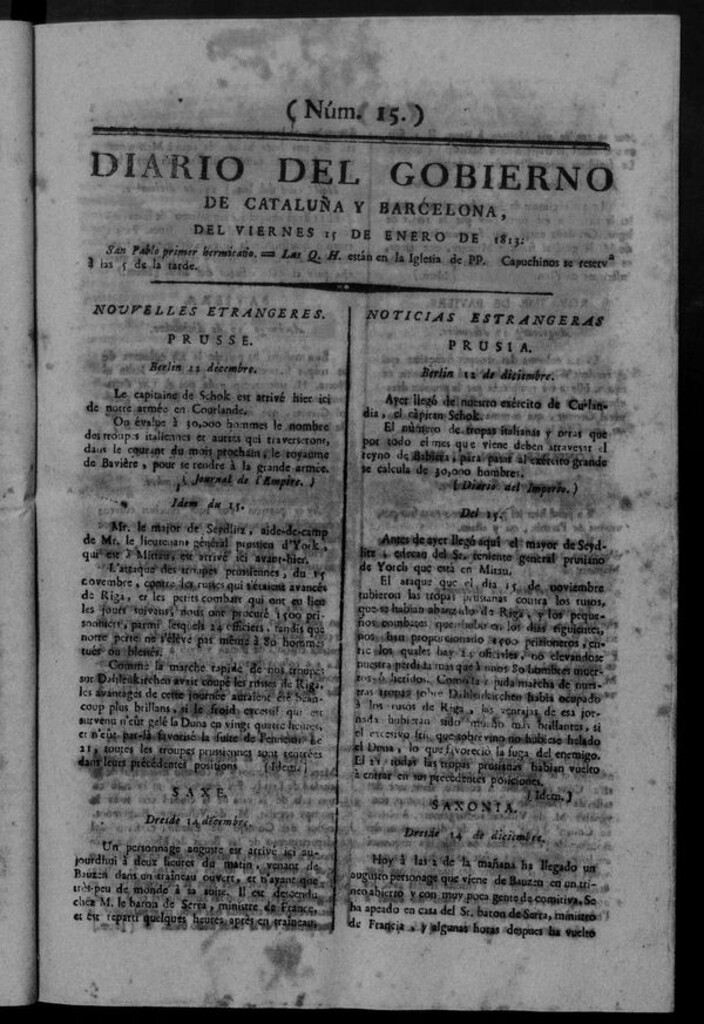 ( Núm. 15. )
DIARIO DEL GOBIERNO
DE CATALUÑA Y BARCELONA,
DEL VIERNES 15 DE ENERO DE 1813:
San Pablo primer hermitaño. = Las Q. H. están en la Iglesia de PP. Capuchinos se reservª
á las 5 de la tarde.
NOUVELLES ETRANGERES.
PRUSSE.
Berlin 12 décembre.
Le capitaine de Schok est arrivé hier ici
de notre armée en Courlande.
On évalue à 30,000 hommes le nombre
des troupes italiennes et autres qui traverseront,
dans le courant du mois prochain, le royaume
de Bavière, pour se rendre à la grande armée.
( Journal de l'Empire. )
Idem du 15.
Mr. le major de Seydlitz, aide-de-camp
de Mr. le lieutenant général prussien d'York,
qui est à Mittau, est arrivé ici avant-hier.
L'attaque des troupes prussiennes, du 15
novembre, contre les russes qui s'étaient avancés
de Riga, et les petits combats qui ont eu lieu
les jours suivans, nous ont procuré 1500 pri-
sonniers, parmi lesquels 24 officiers, tandis que
notre perte ne s'élève pas même à 80 hommes
tués ou blessés.
Comme la marche rapide de nos troupes
sur Dahlenkirchen avait coupé les russes de Riga,
les avantages de cette journée auraient été beau-
coup plus brillans, si le froid excessif qui est
survenu n'eût gelé la Duna en vingt quatre heures,
et n'eût par-là favorisé la fuite de l'ennemi. Le
21, toutes les troupes prussiennes sont rentrées
dans leurs précédentes positions (Idem.)
SAXE.
Dresde 14 décembre.
Un personnage auguste est arrivé ici au-
jourdhui à deux heures du matin, venant de
Bauzen dans un traîneau ouvert, et n'ayant que
très-peu de monde à sa suite. Il est descendu
chez M. le baron de Serra, ministre de France,
et est reparti quelques heures après en traîneau,
NOTICIAS ESTRANGERAS
PRUSIA.
Berlin 12 de diciembre.
Ayer llegó de nuestro exército de Curlan-
dia, el capitan Schok.
El número de tropas italianas y otras que
por todo el mes que viene deben atravesar el
reyno de Babiera, para pasar al exército grande
se calcula de 30,000 hombres.
(Diario del Imperio.)
Del 15.
Antes de ayer llegó aquí el mayor de Seyd-
litz edecan del Sr. teniente general prusiano
de Yorch que está en Mitau.
El ataque que el dia 15 de noviembre
tubieron las tropas prusianas contra los rusos,
que se habian abanzado de Riga, y los peque-
ños combates que hubo en los dias siguientes,
nos han proporcionado 1500 prisioneros, en-
tre los quales hay 25 oficiales, no elevandose
nuestra pérdida mas que á unos 80 hombres muer-
tos ó heridos. Como la rápida marcha de nues-
tras tropas sobre Dahlenkirchen habia ocupado
á los rusos de Riga, las ventajas de esa jor-
nada hubieran sido mucho mas brillantes, si
el excesivo frio que sobrevino no hubiese helado
el Duna, lo que favoreció la fuga del enemigo.
El 21 todas las tropas prusianas habian vuelto
á entrar en sus precedentes posiciones.
(Idem.)
SAXONIA.
Dresde 14 de diciembre.
Hoy á las 2 de la mañana ha llegado un
augusto personage que viene de Bauzen en un tri-
neo abierto y con muy poca gente de comitiva. Se
ha apeado en casa del Sr. baron de Serra, ministro
de Francia, y algunas horas despues ha vuelto